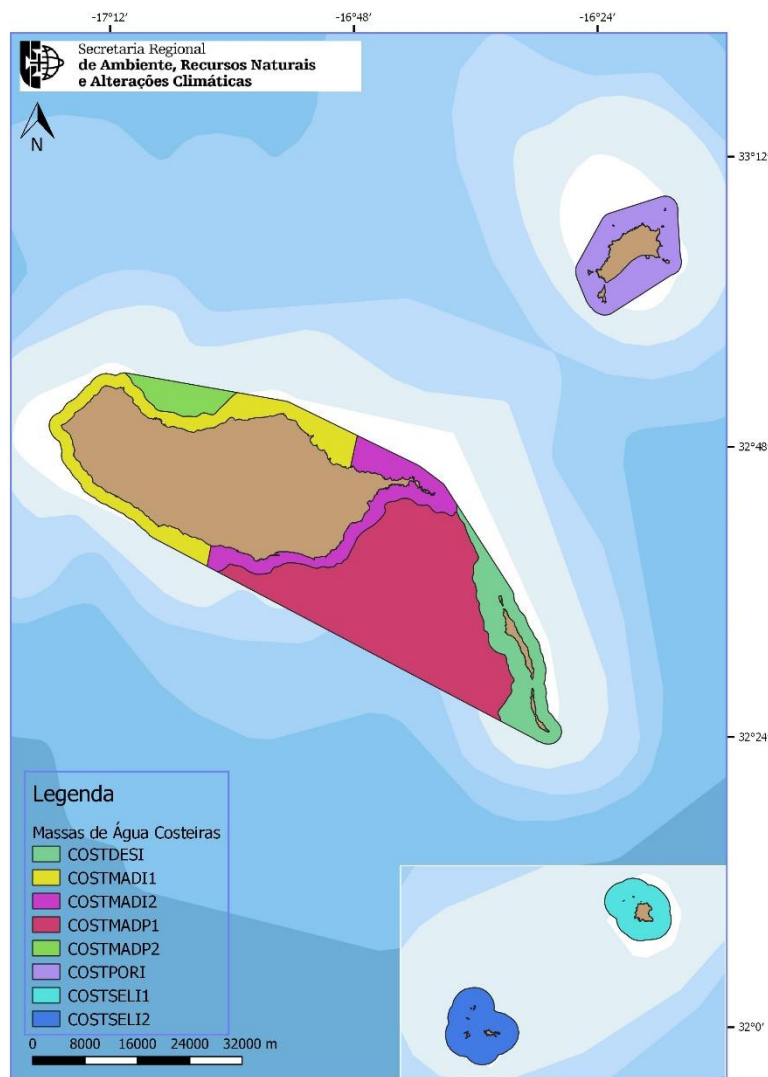 -17°12´
-16°48´
-16°24´
Secretaria Regional
de Ambiente, Recursos Naturais
e Alterações Climáticas
N
33°12´
32°48´
32°24´
32°0´
Legenda
Massas de Água Costeiras
COSTDESI
COSTMADI1
COSTMADI2
COSTMADP1
COSTMADP2
COSTPORI
COSTSELI1
COSTSELI2
0 8000 16000 24000 32000 m